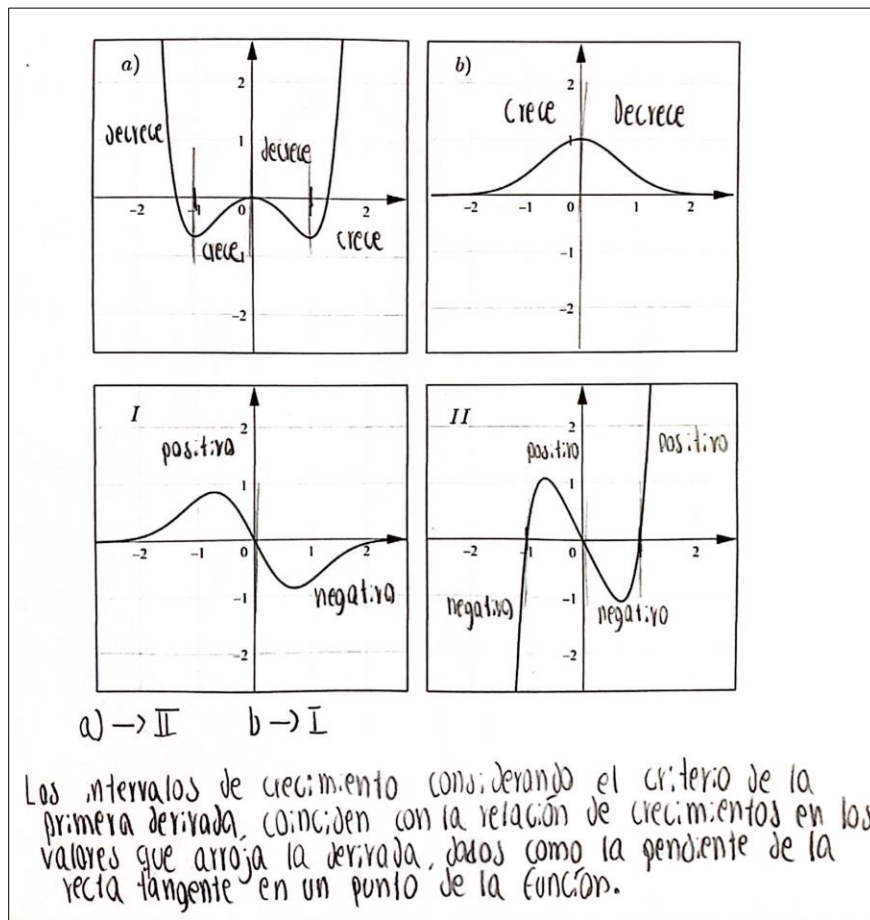 a)
2
1
decrece
decrece
-2
-1
0
2
crece
crece
-2
b)
2
Crece
1
Decrece
-2
-1
0
1
2
-1
-2
I
2
positiva
1
-2
-1
0
1
2
-1
negativa
-2
II
2
positivo
positivo
1
-2
-1
0
2
negativo
-1
negativo
-2
a) → II b → I
Los intervalos de crecimiento considerando el criterio de la
primera derivada, coinciden con la relación de crecimientos en los
valores que arroja la derivada, dados como la pendiente de la
recta tangente en un punto de la función.